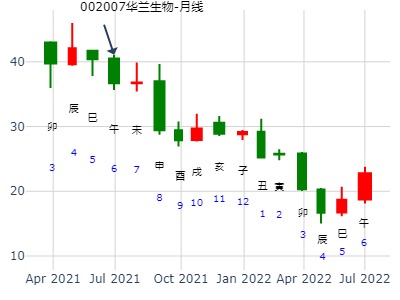 002007华兰生物-月线
40
30
20
10
卯 辰 巳 午 未 申 酉 戌 亥 子 丑 寅 卯 辰 巳 午
3 4 5 6 7 8 9 10 11 12 1 2 3 4 5 6
Apr 2021 Jul 2021 Oct 2021 Jan 2022 Apr 2022 Jul 2022